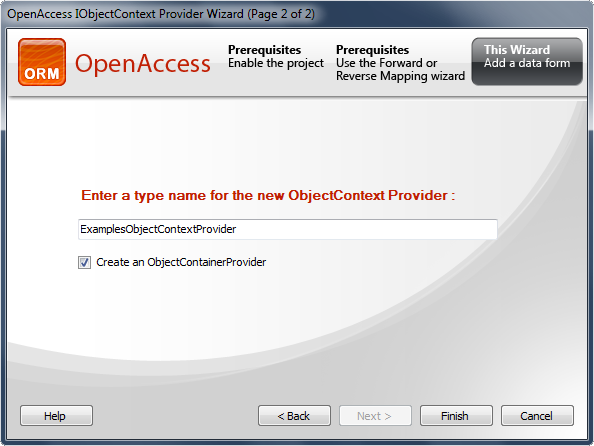 OpenAccess IObjectContext Provider Wizard (Page 2 of 2)
ORM
OpenAccess
Prerequisites
Enable the project
Prerequisites
Use the Forward or
Reverse Mapping wizard
This Wizard
Add a data form
Enter a type name for the new ObjectContext Provider :
ExamplesObjectContextProvider
Create an ObjectContainerProvider
Help
< Back
Next >
Finish
Cancel